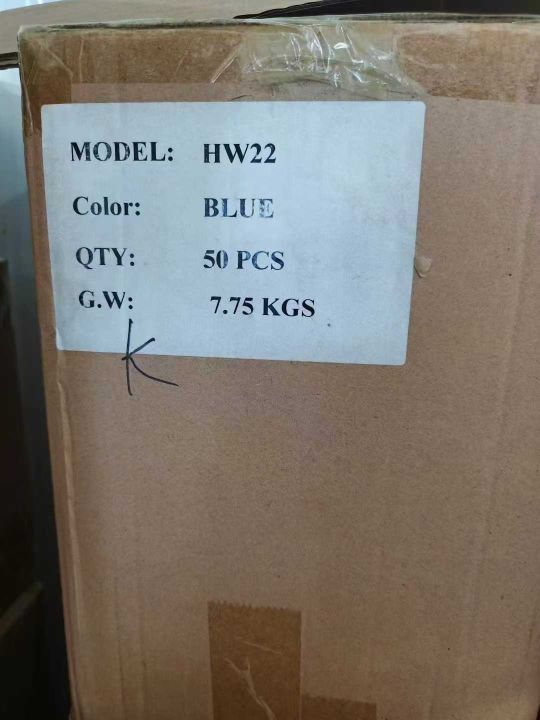 MODEL: HW22
Color: BLUE
QTY: 50 PCS
G.W: 7.75 KGS
K